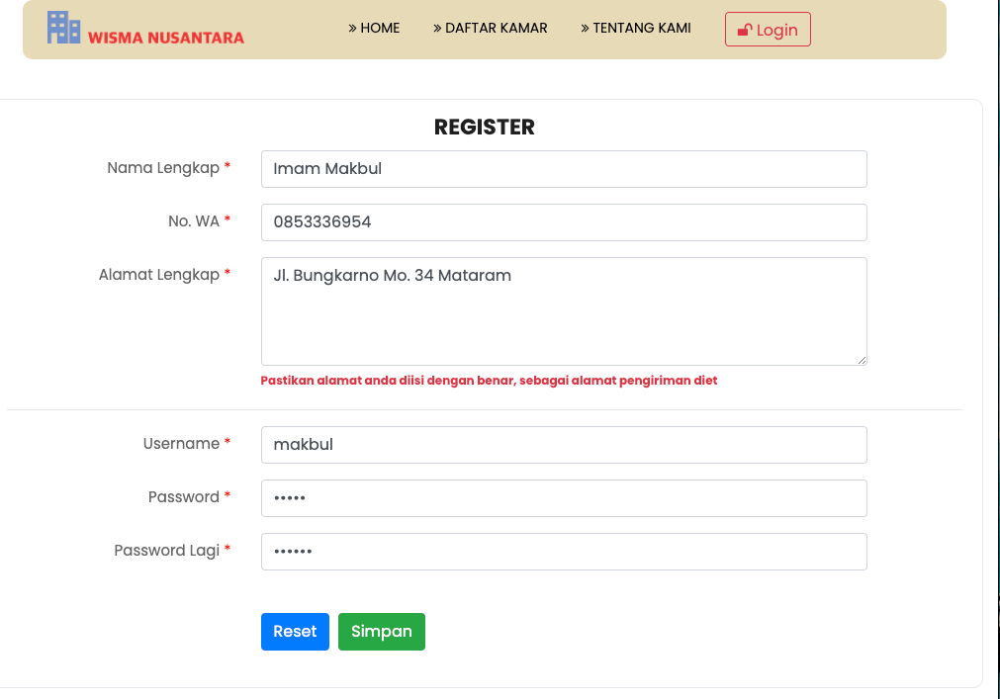 WISMA NUSANTARA
» HOME
» DAFTAR KAMAR
» TENTANG KAMI
Login
REGISTER
Nama Lengkap * Imam Makbul
No. WA * 0853336954
Alamat Lengkap * Jl. Bungkarno Mo. 34 Mataram
Pastikan alamat anda diisi dengan benar, sebagai alamat pengiriman diet
Username * makbul
Password * •••••
Password Lagi * ••••••
Reset Simpan